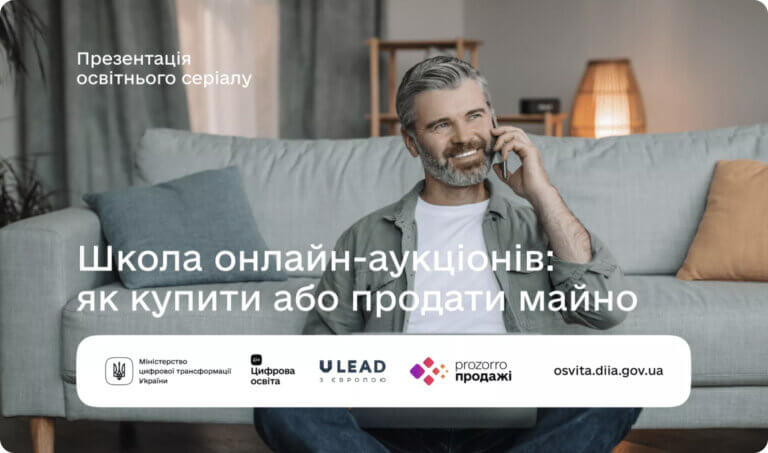 Презентація
освітнього серіалу
Школа онлайн-аукціонів:
як купити або продати майно
Міністерство
цифрової трансформації
України
Дія
Цифрова
освіта
ULEAD
З ЄВРОПОЮ
prozorro
продажі
osvita.diia.gov.ua